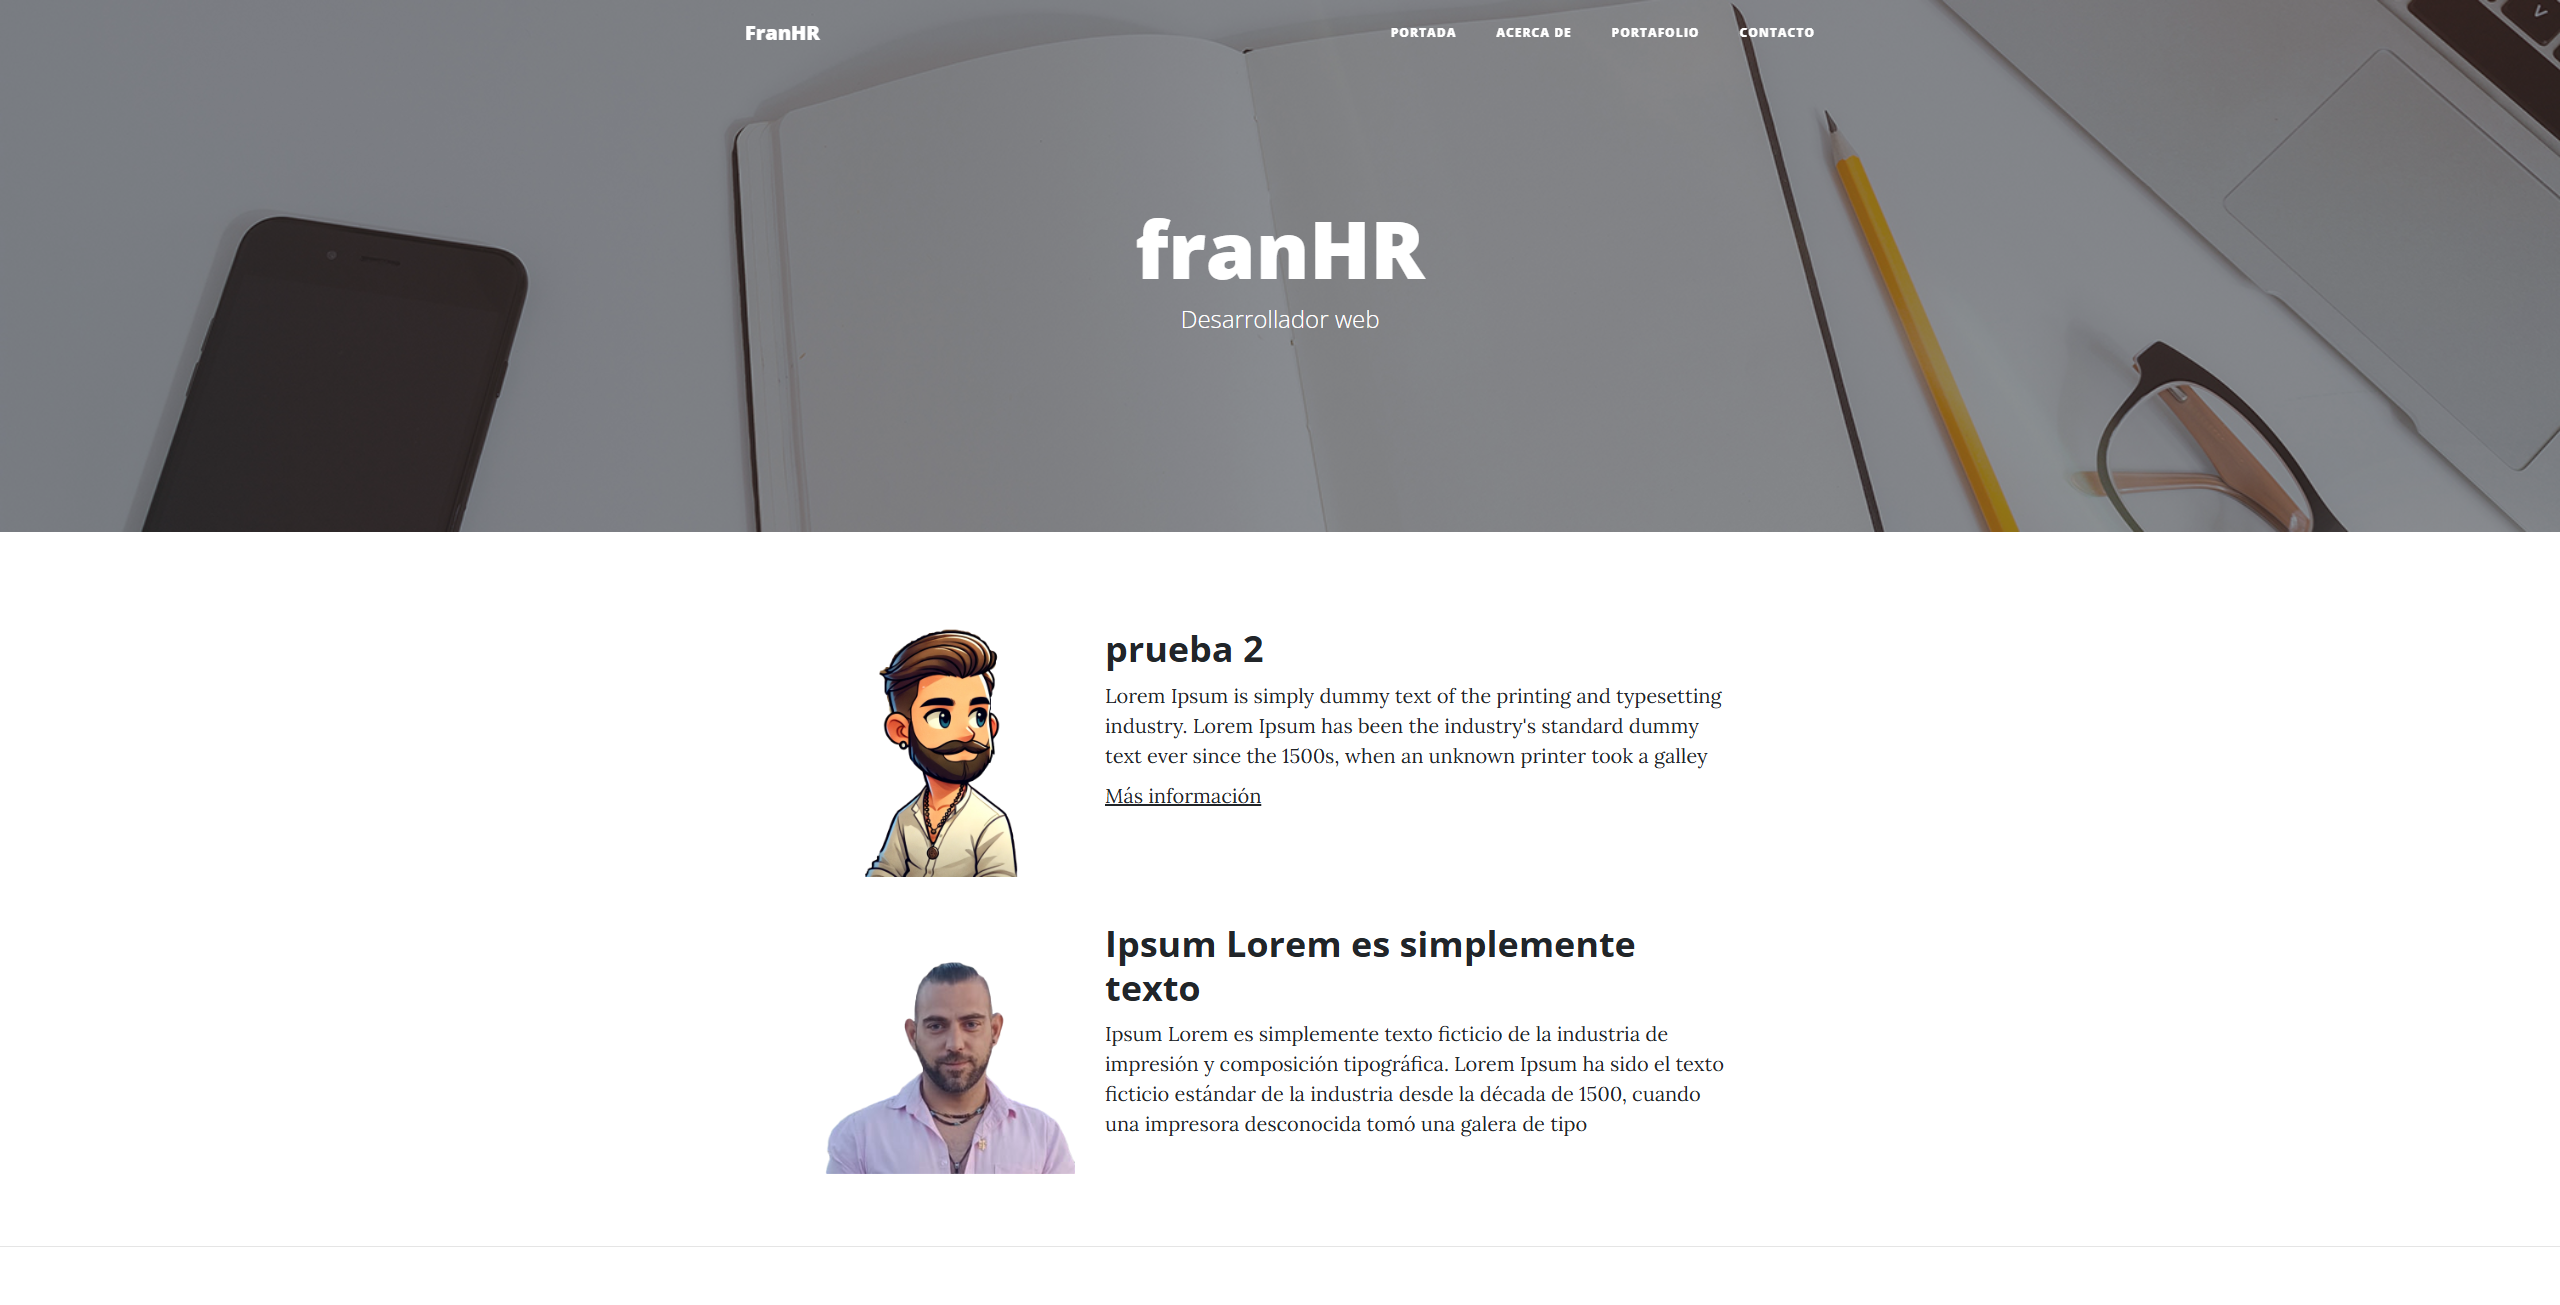 FranHR
PORTADA ACERCA DE PORTAFOLIO CONTACTO
franHR
Desarrollador web
prueba 2
Lorem Ipsum is simply dummy text of the printing and typesetting
industry. Lorem Ipsum has been the industry's standard dummy
text ever since the 1500s, when an unknown printer took a galley
Más información
Ipsum Lorem es simplemente
texto
Ipsum Lorem es simplemente texto ficticio de la industria de
impresión y composición tipográfica. Lorem Ipsum ha sido el texto
ficticio estándar de la industria desde la década de 1500, cuando
una impresora desconocida tomó una galera de tipo